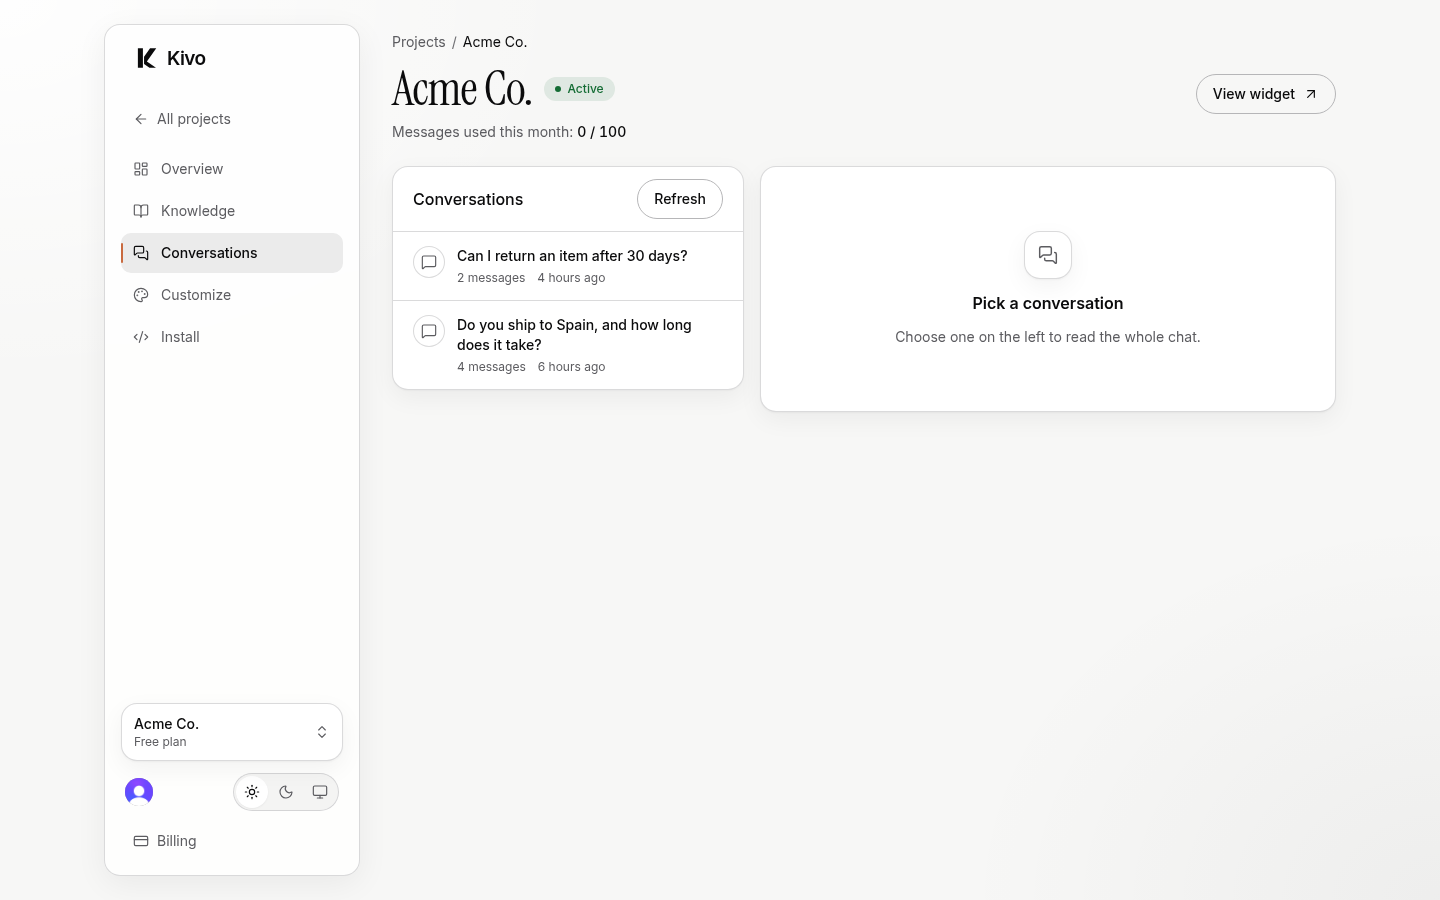 Kivo
All projects
Overview
Knowledge
Conversations
Customize
Install
Acme Co.
Free plan
Billing
Projects / Acme Co.
Acme Co.
Active
Messages used this month: 0 / 100
View widget
Conversations
Refresh
Can I return an item after 30 days?
2 messages 4 hours ago
Do you ship to Spain, and how long
does it take?
4 messages 6 hours ago
Pick a conversation
Choose one on the left to read the whole chat.